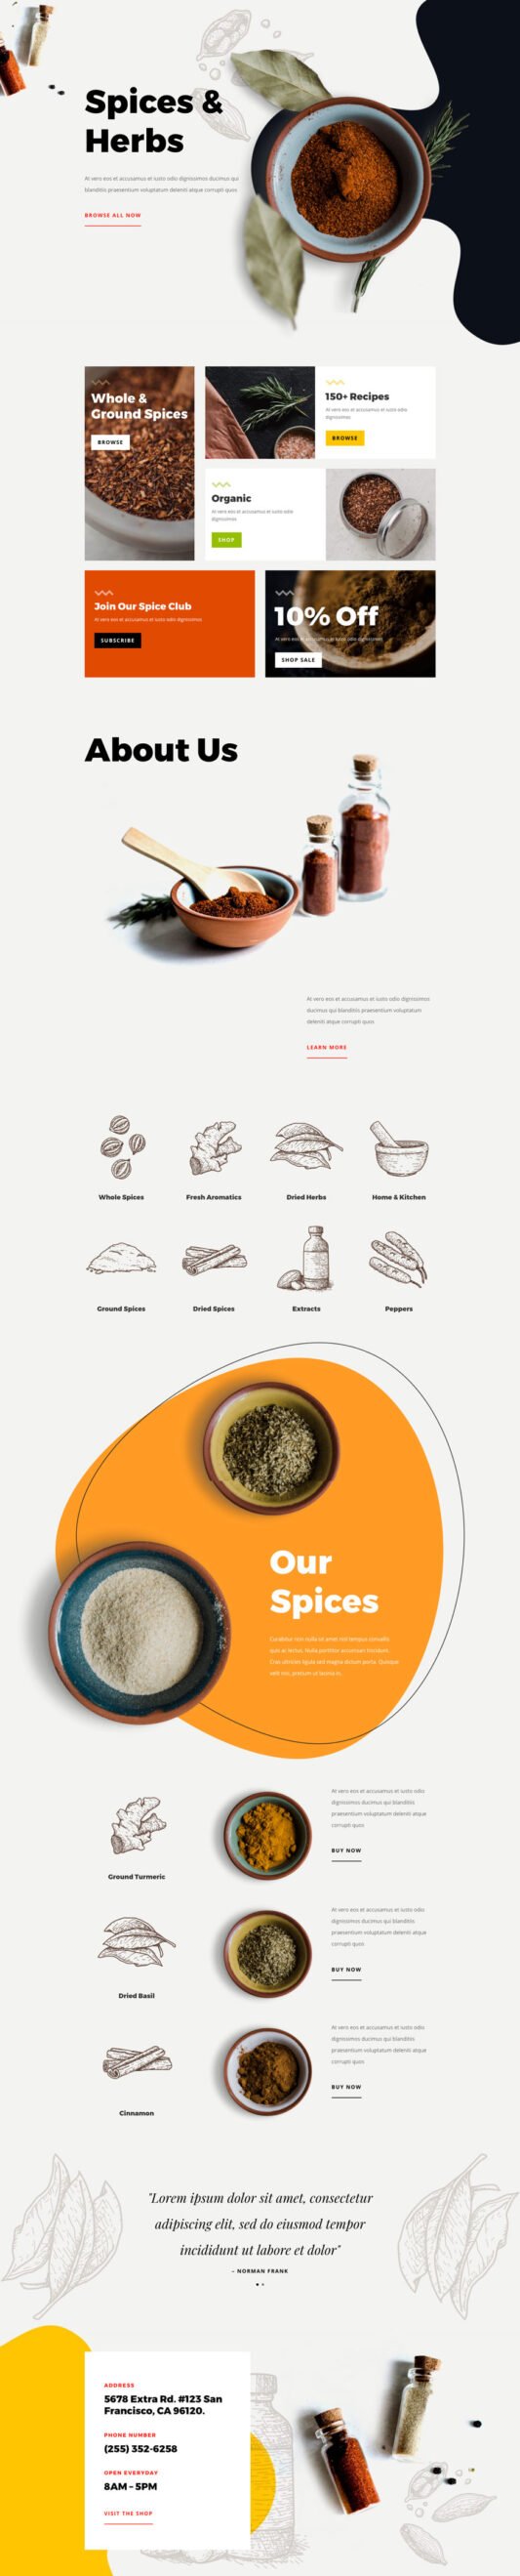 Spices &
Herbs
At vero eos et accusamus et iusto odio dignissimos ducimus qui
blanditiis praesentium voluptatum deleniti atque corrupti quos
BROWSE ALL NOW
Whole &
Ground Spices
BROWSE
150+ Recipes
At vero eos et accusamus et iusto odio
dignissimos
BROWSE
Organic
At vero eos et accusamus et iusto odio
dignissimos
SHOP
Join Our Spice Club
At vero eos et accusamus et iusto odio dignissimos
SUBSCRIBE
10% Off
At vero eos et accusamus et iusto odio dignissimos
SHOP SALE
About Us
At vero eos et accusamus et iusto odio dignissimos
ducimus qui blanditiis praesentium voluptatum
deleniti atque corrupti quos
LEARN MORE
Whole Spices
Fresh Aromatics
Dried Herbs
Home & Kitchen
Ground Spices
Dried Spices
Extracts
Peppers
Our
Spices
Curabitur non nulla sit amet nisl tempus convallis
quis ac lectus. Nulla porttitor accumsan tincidunt.
Cras ultricies ligula sed magna dictum porta. Quisque
velit nisi, pretium ut lacinia in.
At vero eos et accusamus et iusto odio
dignissimos ducimus qui blanditiis
praesentium voluptatum deleniti atque
corrupti quos
BUY NOW
Ground Turmeric
At vero eos et accusamus et iusto odio
dignissimos ducimus qui blanditiis
praesentium voluptatum deleniti atque
corrupti quos
BUY NOW
Dried Basil
At vero eos et accusamus et iusto odio
dignissimos ducimus qui blanditiis
praesentium voluptatum deleniti atque
corrupti quos
BUY NOW
Cinnamon
"Lorem ipsum dolor sit amet, consectetur
adipiscing elit, sed do eiusmod tempor
incididunt ut labore et dolor"
- NORMAN FRANK
ADDRESS
5678 Extra Rd. #123 San
Francisco, CA 96120.
PHONE NUMBER
(255) 352-6258
OPEN EVERYDAY
8AM – 5PM
VISIT THE SHOP